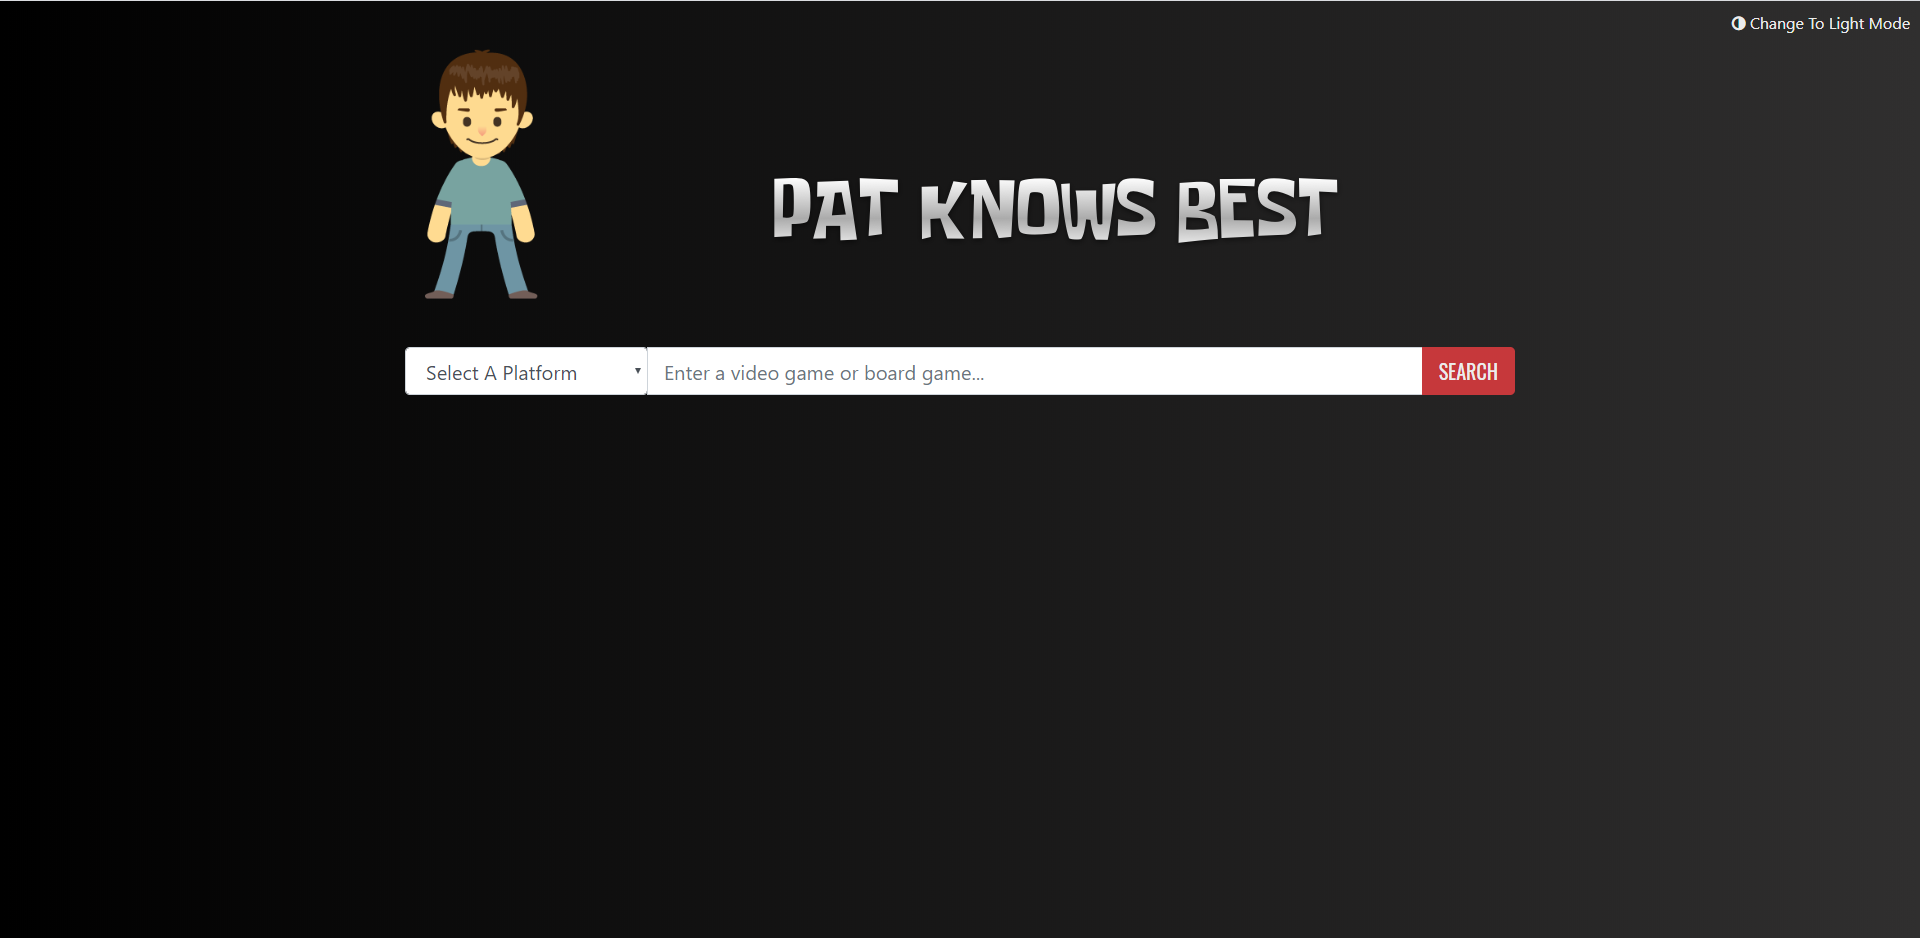 Change To Light Mode
PAT KNOWS BEST
Select A Platform
Enter a video game or board game...
SEARCH